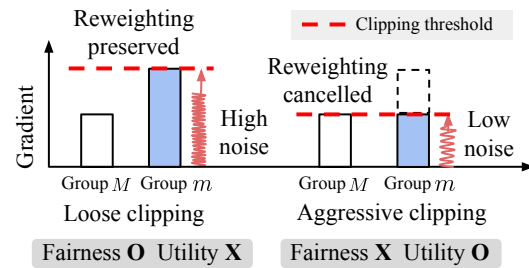 Reweighting
preserved
Clipping threshold
Reweighting
cancelled
Gradient
High
noise
Low
noise
Group M
Group m
Group M
Group m
Loose clipping
Aggressive clipping
Fairness O Utility X
Fairness X Utility O